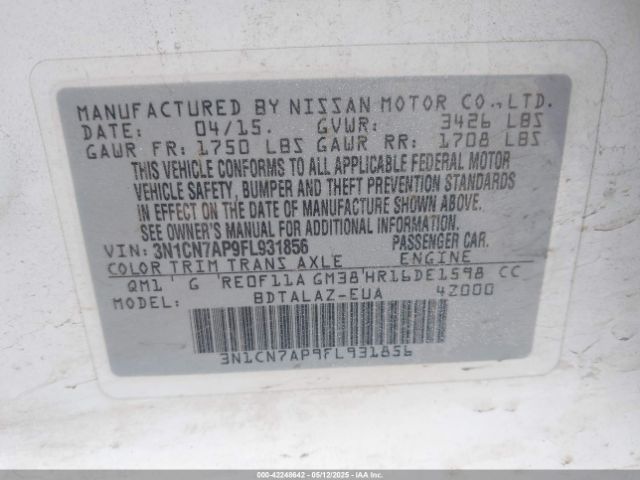 MANUFACTURED BY NISSAN MOTOR CO.,LTD.
DATE: 04/15. GVWR: 3426 LBS
GAWR FR: 1750 LBS GAWR RR: 1708 LBS
THIS VEHICLE CONFORMS TO ALL APPLICABLE FEDERAL MOTOR
VEHICLE SAFETY, BUMPER AND THEFT PREVENTION STANDARDS
IN EFFECT ON THE DATE OF MANUFACTURE SHOWN ABOVE.
SEE OWNER'S MANUAL FOR ADDITIONAL INFORMATION
VIN: 3N1CN7AP9FL931856 PASSENGER CAR.
COLOR TRIM TRANS AXLE ENGINE
QM1 G RE0F11A GM38 HR16DE1598 CC
MODEL: BDTALAZ-EUA 42000
3N1CN7AP9FL931856
000-42248642 - 05/12/2025 - IAAI.com